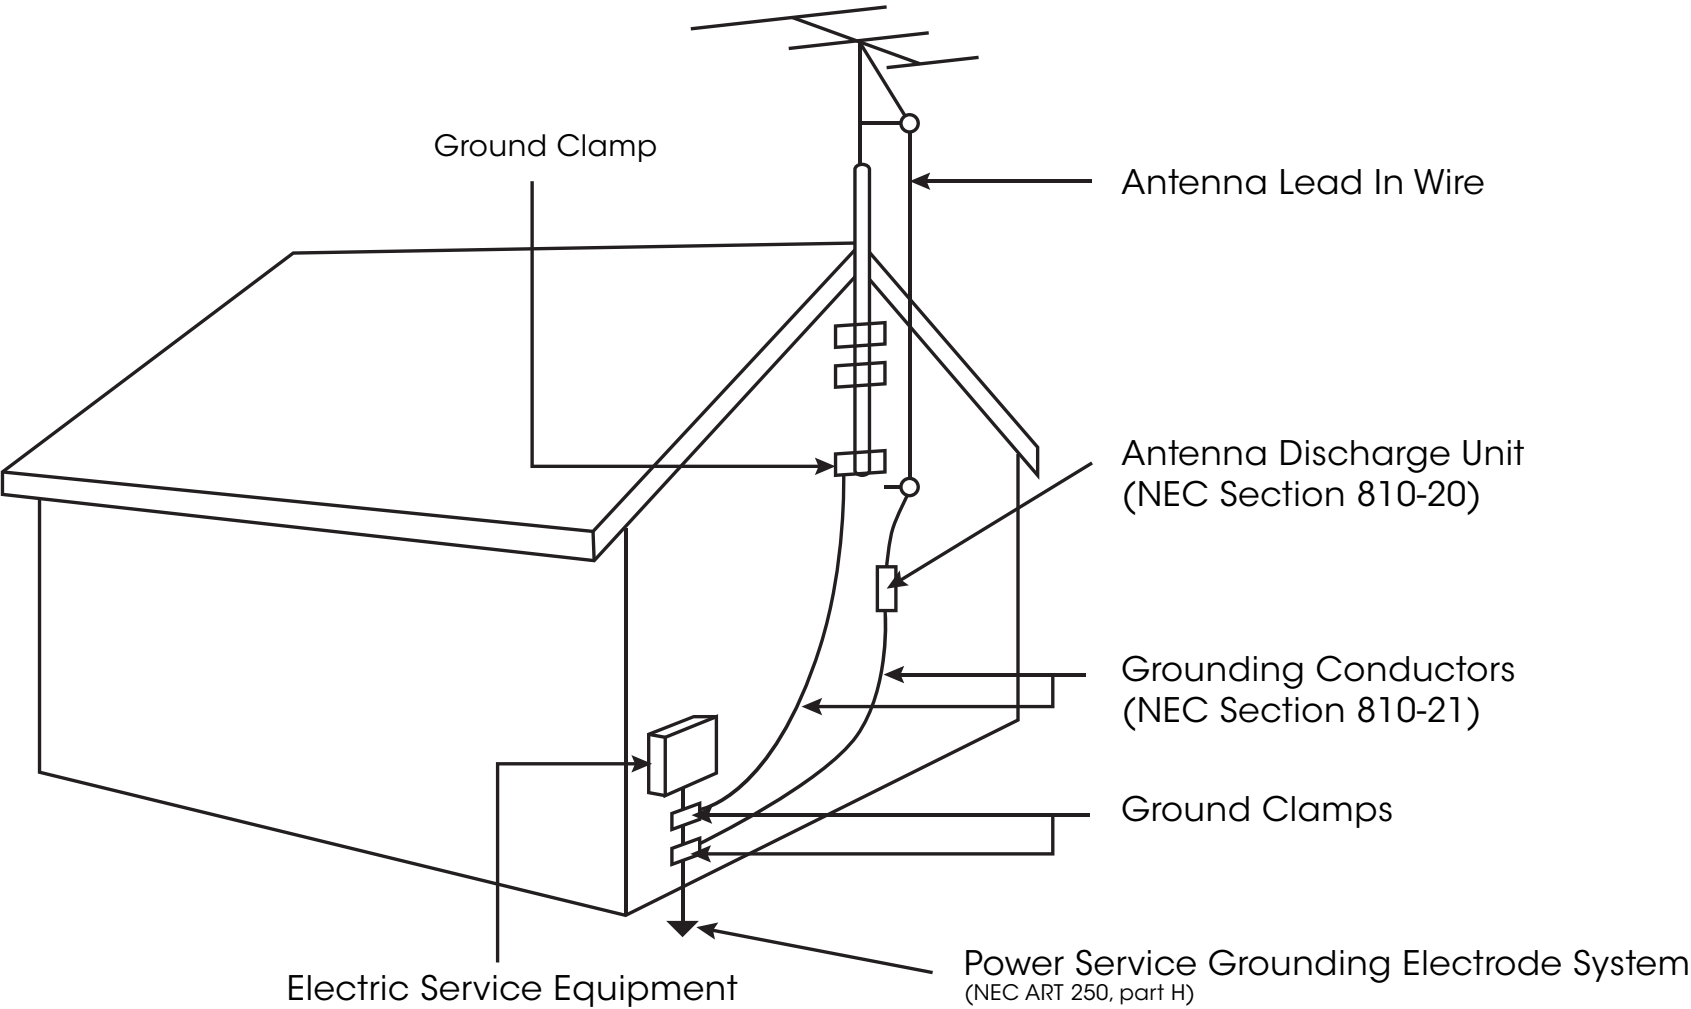 Ground Clamp
Antenna Lead In Wire
Antenna Discharge Unit
(NEC Section 810-20)
Grounding Conductors
(NEC Section 810-21)
Ground Clamps
Electric Service Equipment
Power Service Grounding Electrode System
(NEC ART 250, part H)